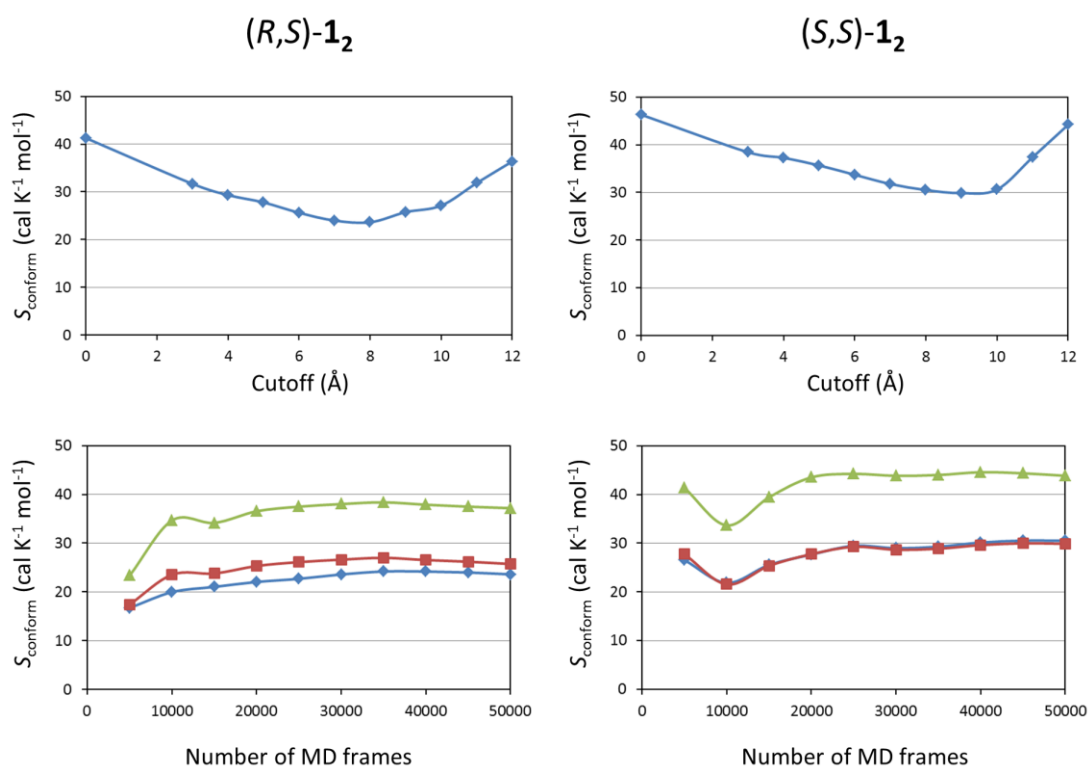 (R,S)-1₂
(S,S)-1₂
S_conform (cal K⁻¹ mol⁻¹)
50
40
30
20
10
0
0 2 4 6 8 10 12
Cutoff (Å)
S_conform (cal K⁻¹ mol⁻¹)
50
40
30
20
10
0
0 2 4 6 8 10 12
Cutoff (Å)
S_conform (cal K⁻¹ mol⁻¹)
50
40
30
20
10
0
0 10000 20000 30000 40000 50000
Number of MD frames
S_conform (cal K⁻¹ mol⁻¹)
50
40
30
20
10
0
0 10000 20000 30000 40000 50000
Number of MD frames